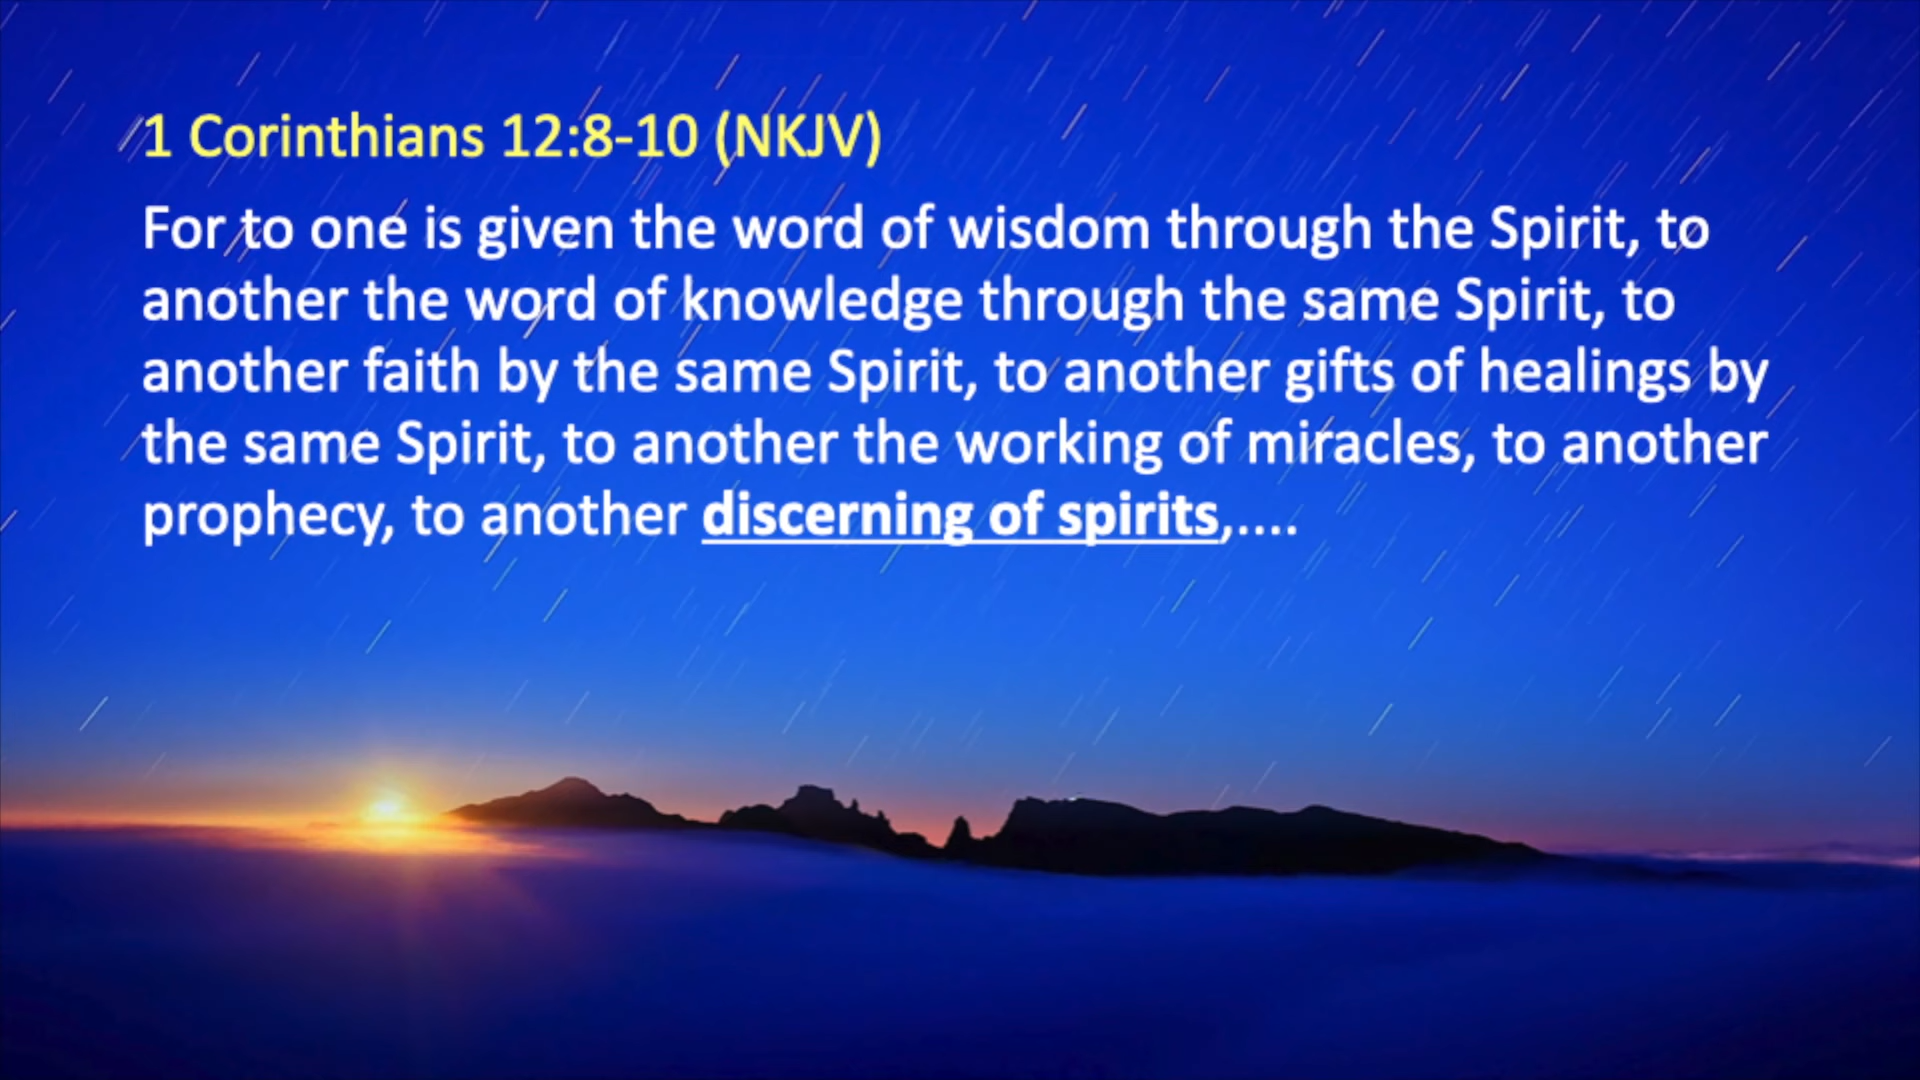 1 Corinthians 12:8-10 (NKJV)
For to one is given the word of wisdom through the Spirit, to
another the word of knowledge through the same Spirit, to
another faith by the same Spirit, to another gifts of healings by
the same Spirit, to another the working of miracles, to another
prophecy, to another discerning of spirits,....